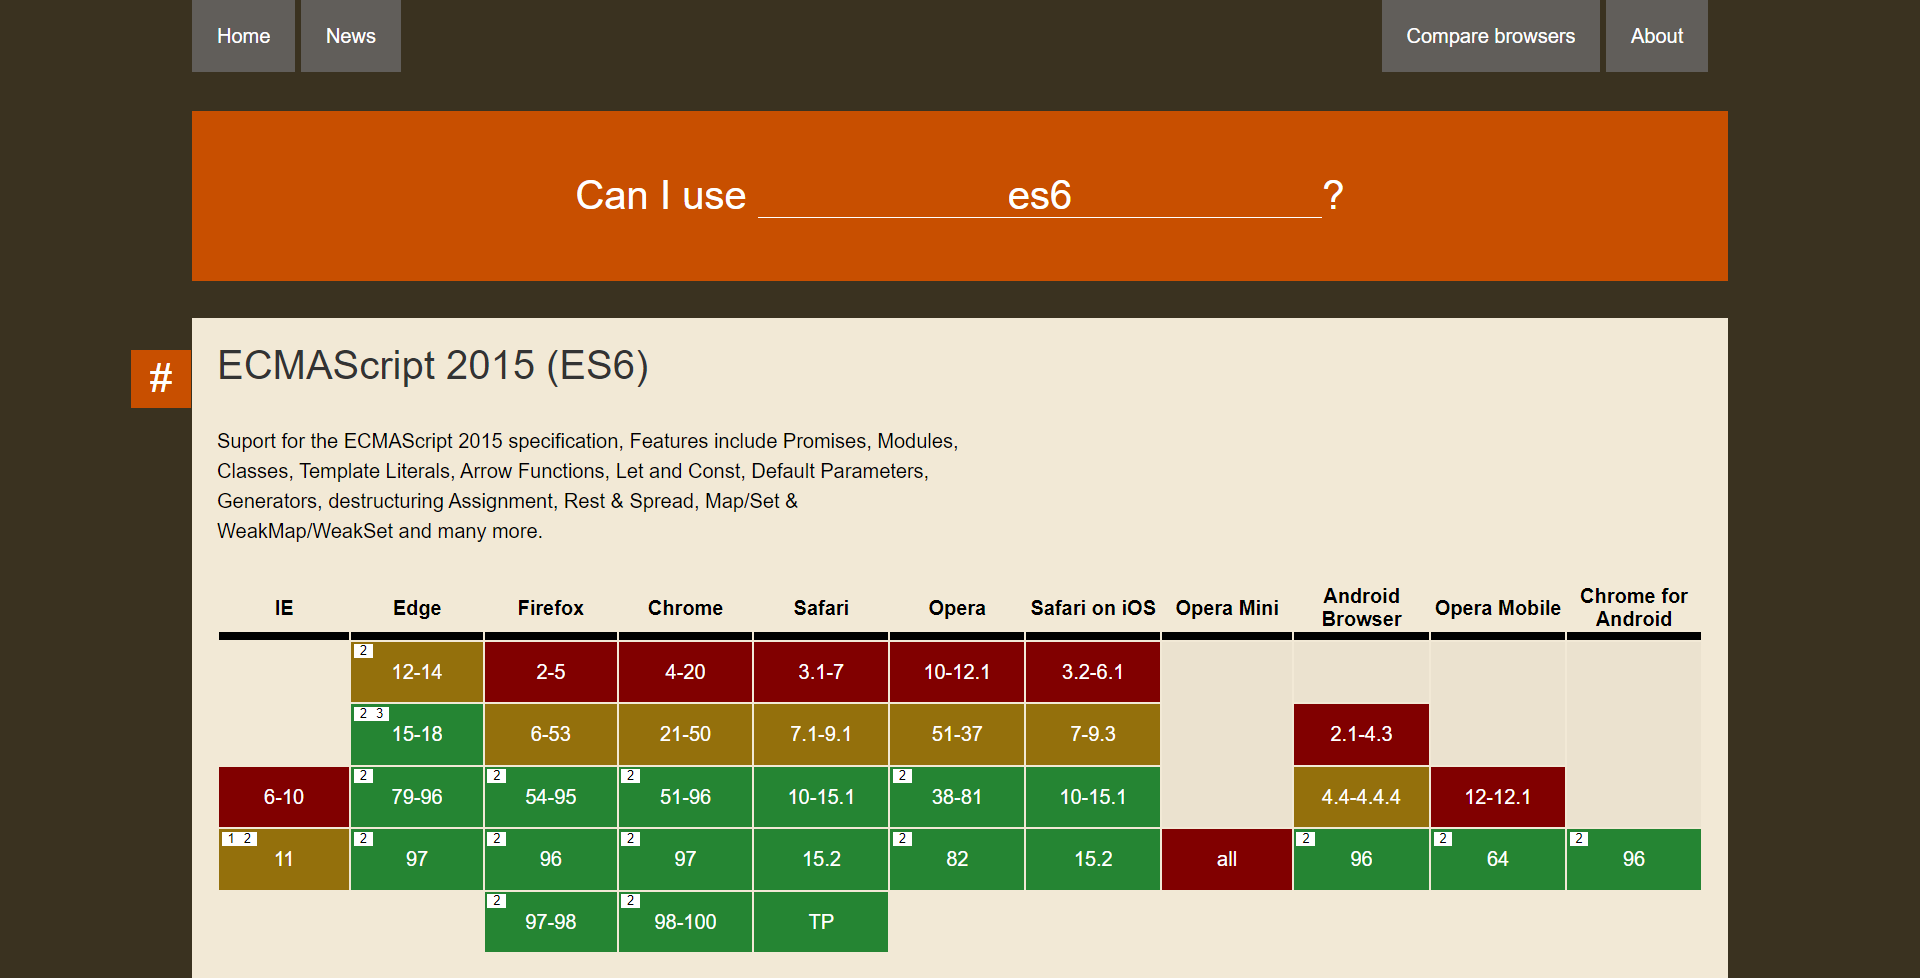 Home News Compare browsers About
Can I use es6 ?
#
ECMAScript 2015 (ES6)
Suport for the ECMAScript 2015 specification, Features include Promises, Modules,
Classes, Template Literals, Arrow Functions, Let and Const, Default Parameters,
Generators, destructuring Assignment, Rest & Spread, Map/Set &
WeakMap/WeakSet and many more.
IE Edge Firefox Chrome Safari Opera Safari on iOS Opera Mini Android Browser Opera Mobile Chrome for Android
2 12-14 2-5 4-20 3.1-7 10-12.1 3.2-6.1
2 3 15-18 6-53 21-50 7.1-9.1 51-37 7-9.3 2.1-4.3
6-10 2 79-96 2 54-95 2 51-96 10-15.1 2 38-81 10-15.1 4.4-4.4.4 12-12.1
1 2 11 2 97 2 96 2 97 15.2 2 82 15.2 all 2 96 2 64 2 96
2 97-98 2 98-100 TP